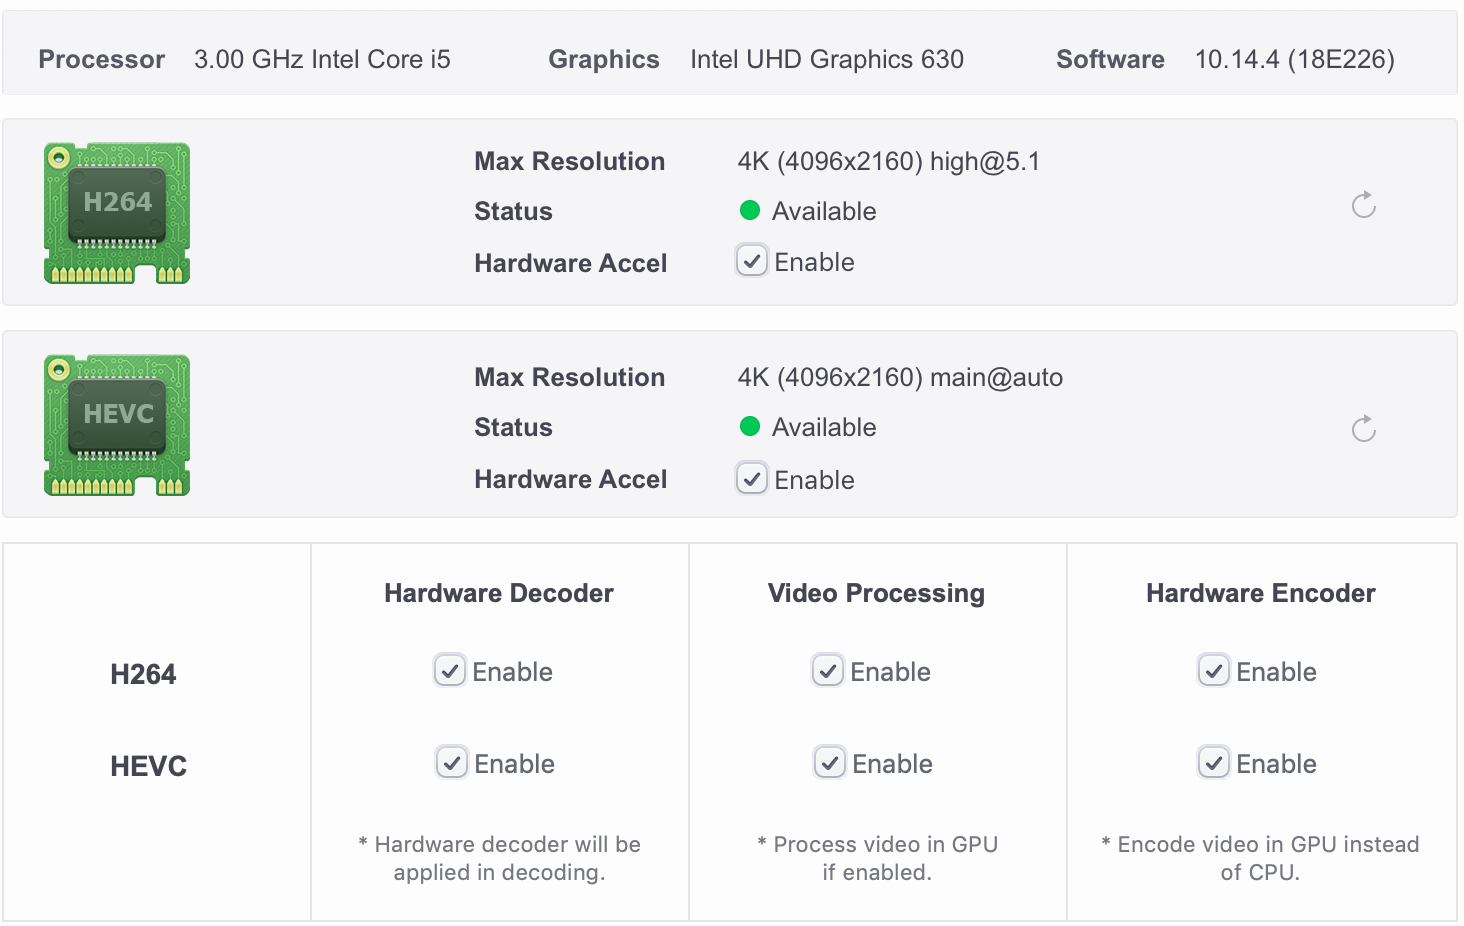 Processor 3.00 GHz Intel Core i5 Graphics Intel UHD Graphics 630 Software 10.14.4 (18E226)
H264
Max Resolution 4K (4096x2160) high@5.1
Status Available
Hardware Accel Enable
HEVC
Max Resolution 4K (4096x2160) main@auto
Status Available
Hardware Accel Enable
Hardware Decoder Video Processing Hardware Encoder
H264 Enable Enable Enable
HEVC Enable Enable Enable
* Hardware decoder will be
applied in decoding.
* Process video in GPU
if enabled.
* Encode video in GPU instead
of CPU.